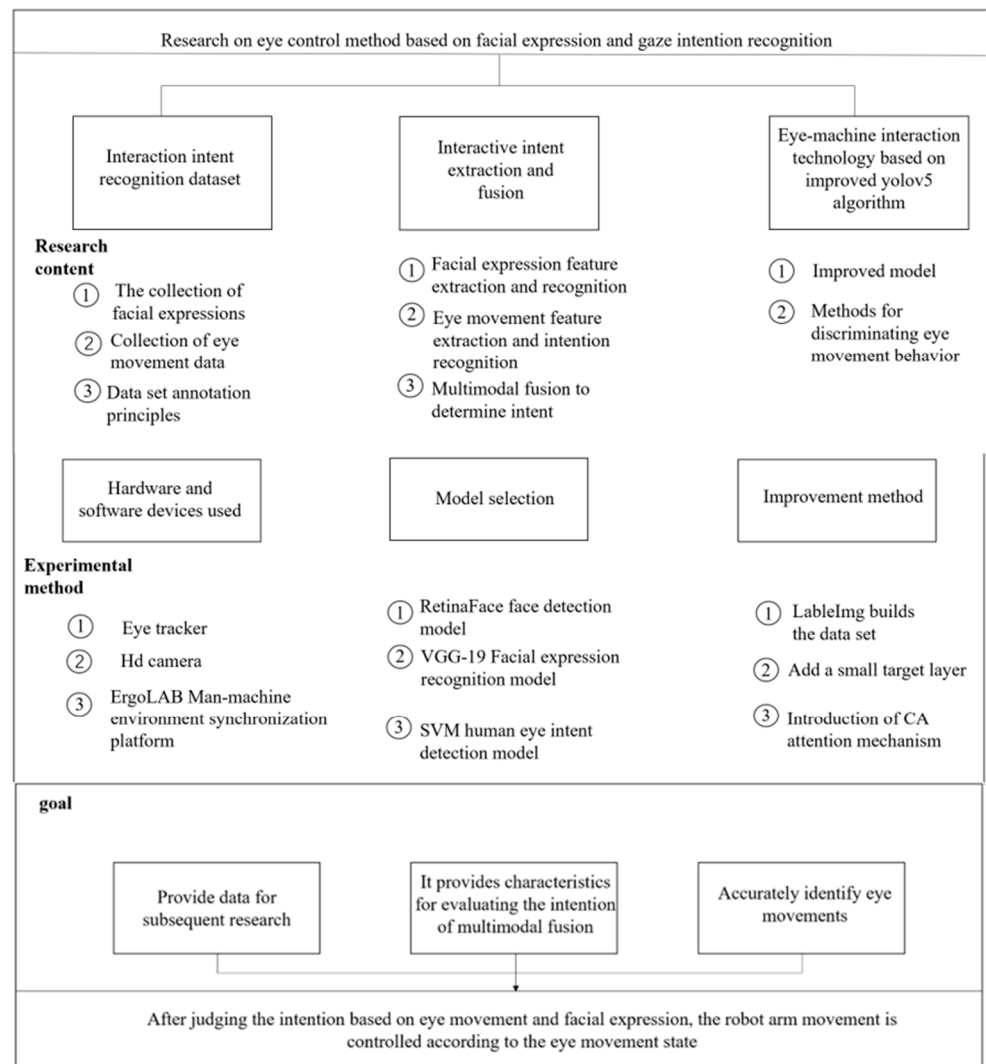 Research on eye control method based on facial expression and gaze intention recognition
Interaction intent
recognition dataset
Interactive intent
extraction and
fusion
Eye-machine interaction
technology based on
improved yolov5
algorithm
Research
content
① The collection of
facial expressions
② Collection of eye
movement data
③ Data set annotation
principles
① Facial expression feature
extraction and recognition
② Eye movement feature
extraction and intention
recognition
③ Multimodal fusion to
determine intent
① Improved model
② Methods for
discriminating eye
movement behavior
Hardware and
software devices used
Model selection
Improvement method
Experimental
method
① Eye tracker
② Hd camera
③ ErgoLAB Man-machine
environment synchronization
platform
① RetinaFace face detection
model
② VGG-19 Facial expression
recognition model
③ SVM human eye intent
detection model
① LableImg builds
the data set
② Add a small target layer
③ Introduction of CA
attention mechanism
goal
Provide data for
subsequent research
It provides characteristics
for evaluating the intention
of multimodal fusion
Accurately identify eye
movements
After judging the intention based on eye movement and facial expression, the robot arm movement is
controlled according to the eye movement state